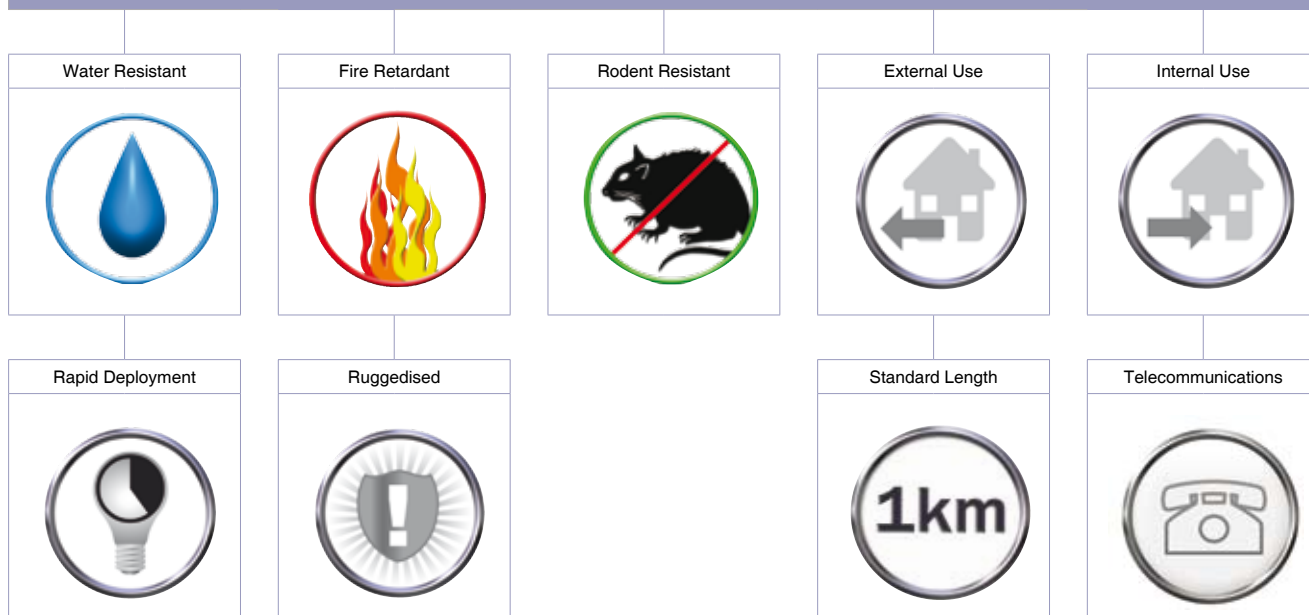 Water Resistant
Fire Retardant
Rodent Resistant
External Use
Internal Use
Rapid Deployment
Ruggedised
Standard Length
Telecommunications
!
1km